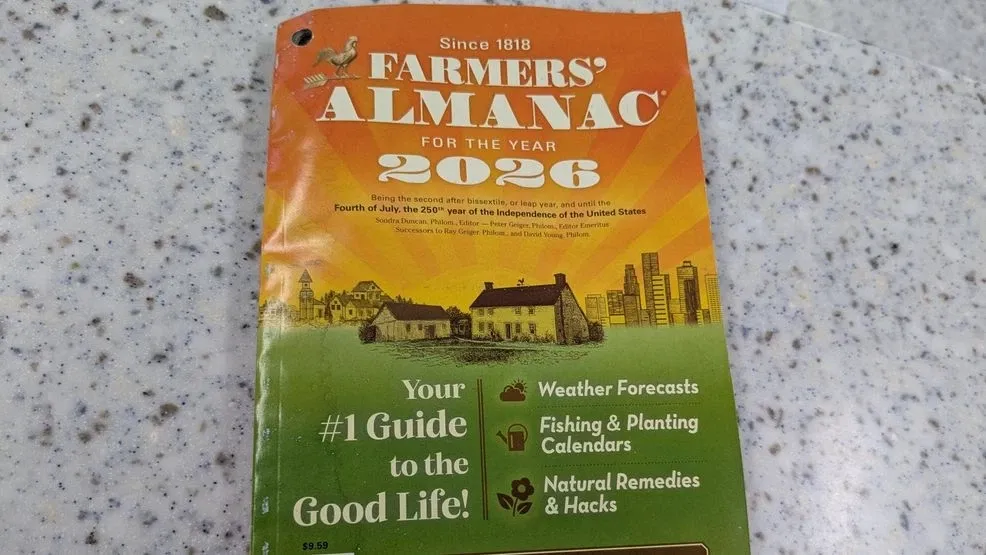 Since 1818
FARMERS'
ALMANAC
FOR THE YEAR
2026
Being the second after bissextile, or leap year, and until the
Fourth of July, the 250th year of the Independence of the United States
Sondra Duncan, Philom., Editor — Peter Geiger, Philom., Editor Emeritus
Successors to Ray Geiger, Philom., and David Young, Philom.
Your
#1 Guide
to the
Good Life!
Weather Forecasts
Fishing & Planting
Calendars
Natural Remedies
& Hacks
$9.59